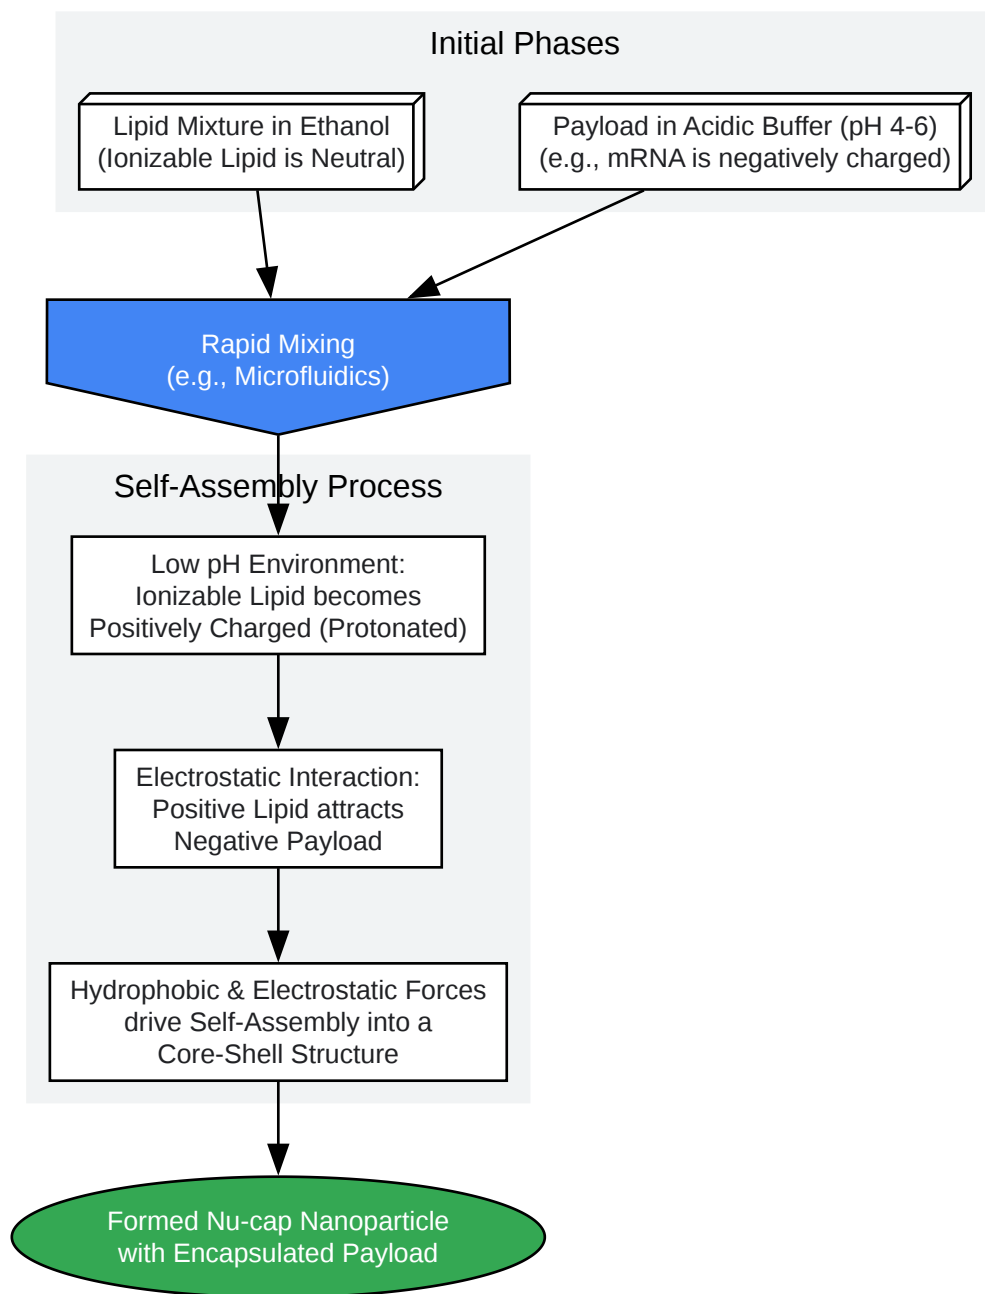 Initial Phases
Lipid Mixture in Ethanol
(Ionizable Lipid is Neutral)
Payload in Acidic Buffer (pH 4-6)
(e.g., mRNA is negatively charged)
Rapid Mixing
(e.g., Microfluidics)
Self-Assembly Process
Low pH Environment:
Ionizable Lipid becomes
Positively Charged (Protonated)
Electrostatic Interaction:
Positive Lipid attracts
Negative Payload
Hydrophobic & Electrostatic Forces
drive Self-Assembly into a
Core-Shell Structure
Formed Nu-cap Nanoparticle
with Encapsulated Payload